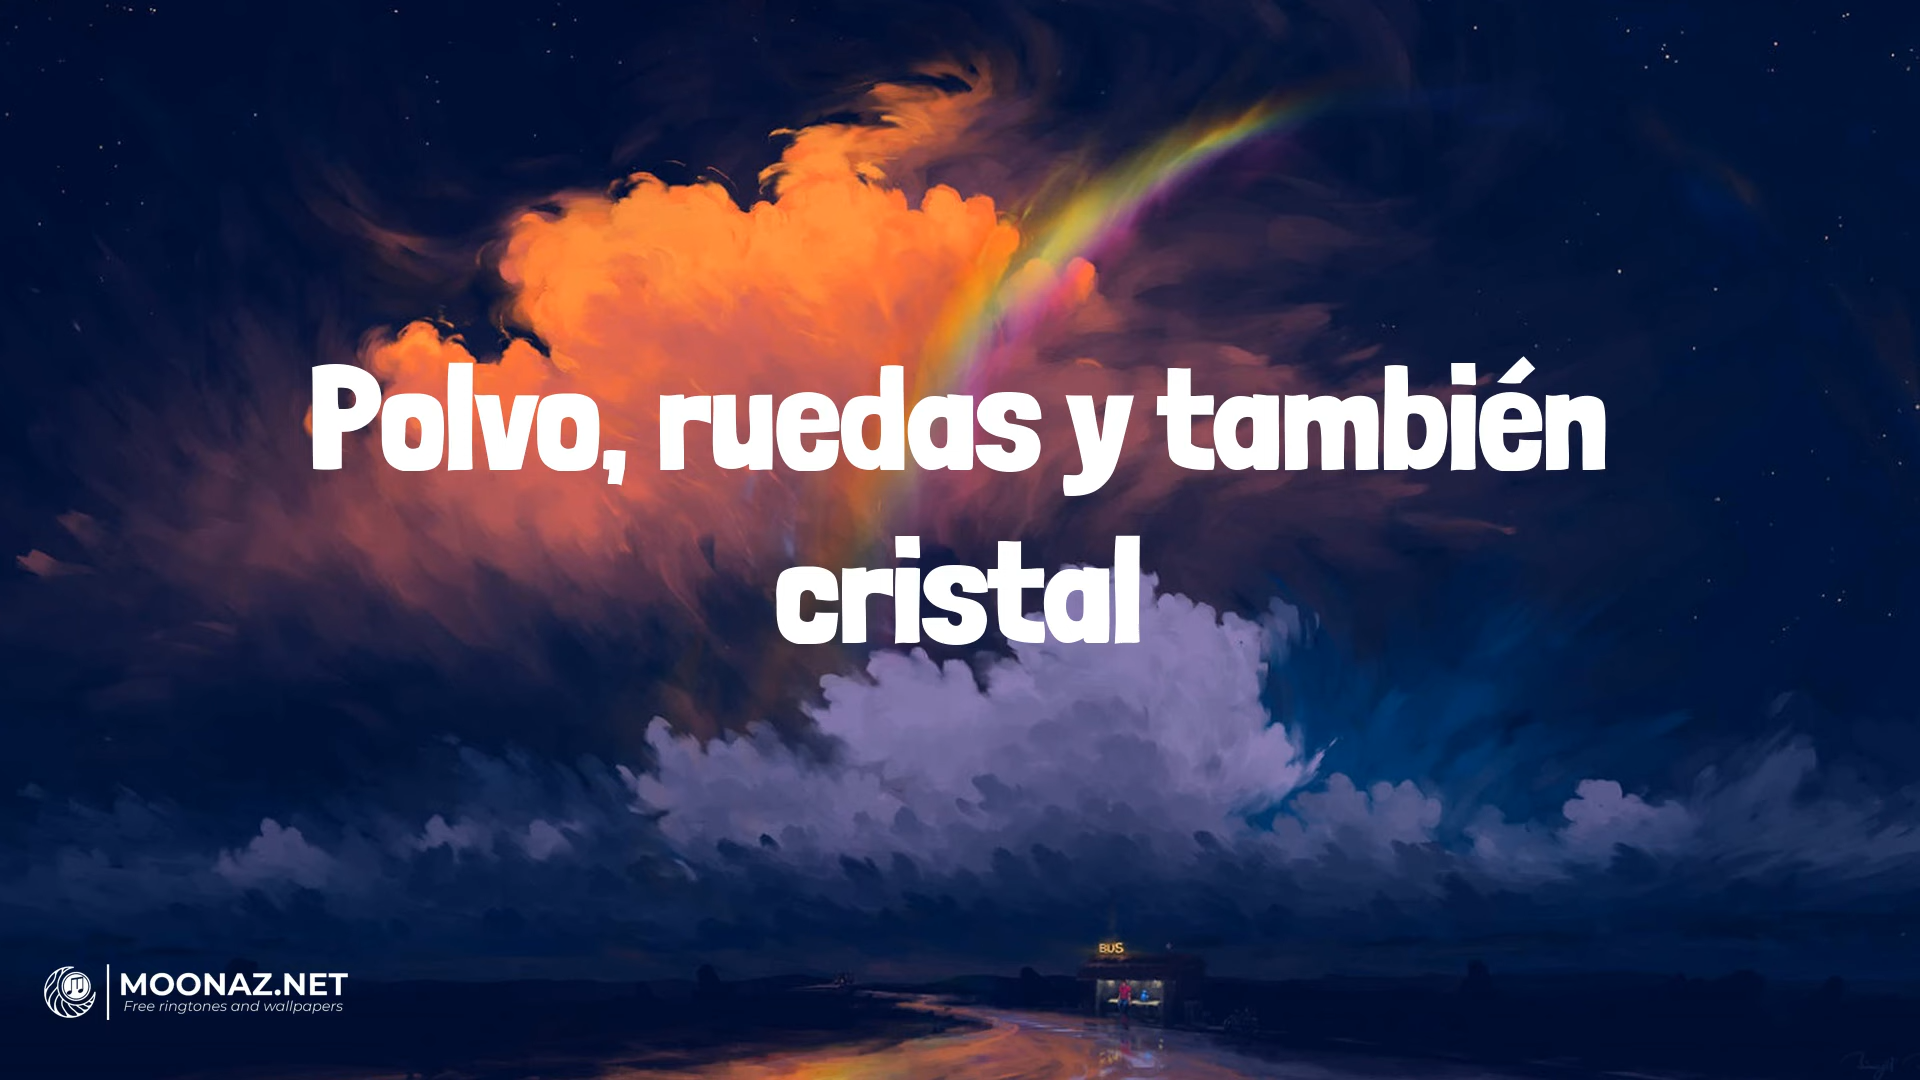 Polvo, ruedas y también
cristal
BUS
MOONAZ.NET
Free ringtones and wallpapers